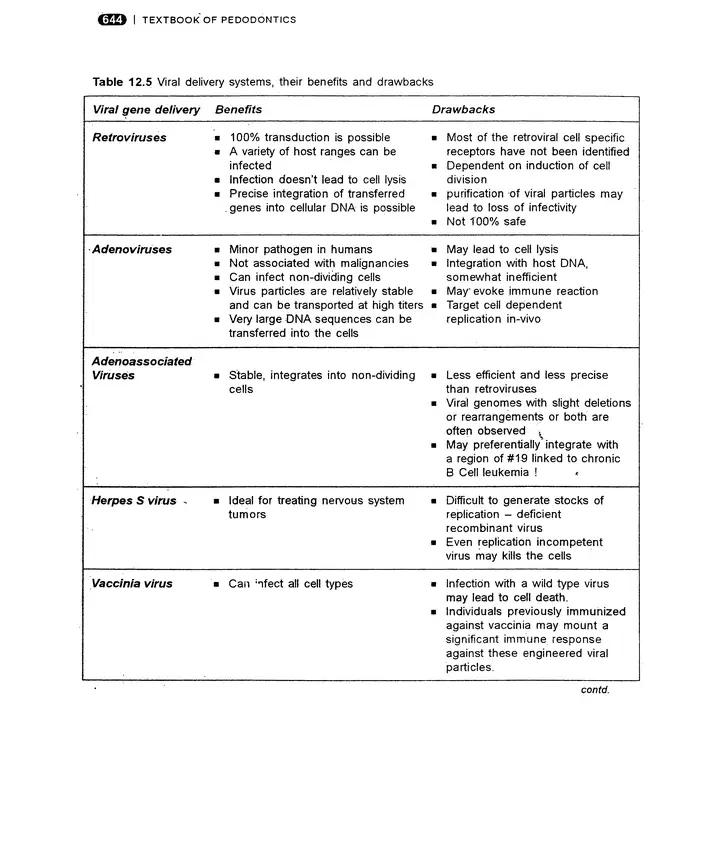 644 | TEXTBOOK OF PEDODONTICS
Table 12.5 Viral delivery systems, their benefits and drawbacks
Viral gene delivery Benefits Drawbacks
Retroviruses
■ 100% transduction is possible
■ A variety of host ranges can be
infected
■ Infection doesn't lead to cell lysis
■ Precise integration of transferred
genes into cellular DNA is possible
■ Most of the retroviral cell specific
receptors have not been identified
■ Dependent on induction of cell
division
■ purification of viral particles may
lead to loss of infectivity
■ Not 100% safe
Adenoviruses
■ Minor pathogen in humans
■ Not associated with malignancies
■ Can infect non-dividing cells
■ Virus particles are relatively stable
and can be transported at high titers
■ Very large DNA sequences can be
transferred into the cells
■ May lead to cell lysis
■ Integration with host DNA,
somewhat inefficient
■ May evoke immune reaction
■ Target cell dependent
replication in-vivo
Adenoassociated
Viruses
■ Stable, integrates into non-dividing
cells
■ Less efficient and less precise
than retroviruses
■ Viral genomes with slight deletions
or rearrangements or both are
often observed
■ May preferentially integrate with
a region of #19 linked to chronic
B Cell leukemia !
Herpes S virus
■ Ideal for treating nervous system
tumors
■ Difficult to generate stocks of
replication – deficient
recombinant virus
■ Even replication incompetent
virus may kills the cells
Vaccinia virus
■ Can infect all cell types
■ Infection with a wild type virus
may lead to cell death.
■ Individuals previously immunized
against vaccinia may mount a
significant immune response
against these engineered viral
particles.
contd.